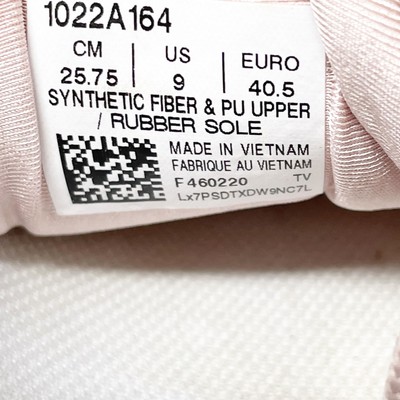 1022A164
CM | US | EURO
25.75 | 9 | 40.5
SYNTHETIC FIBER & PU UPPER
/ RUBBER SOLE
MADE IN VIETNAM
FABRIQUE AU VIETNAM
F460220 TV
Lx7PSDTXDW9NC7L